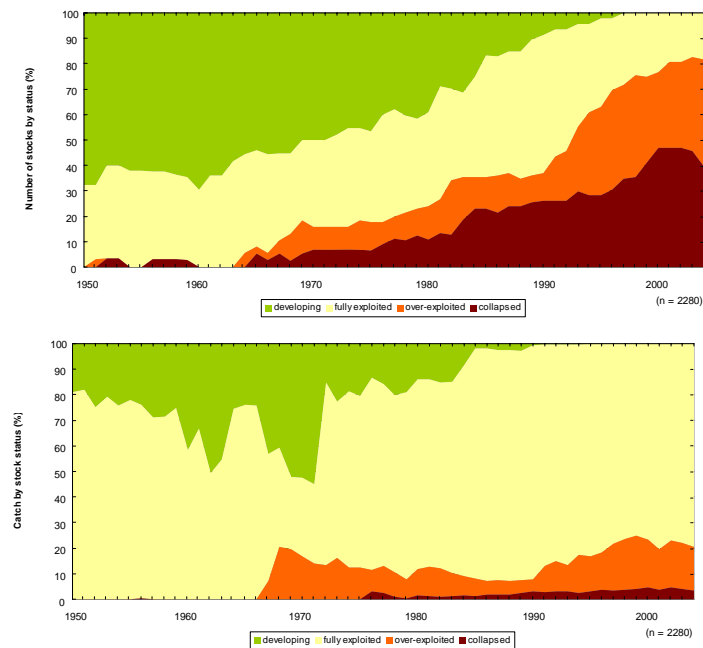 Number of stocks by status (%)
100
90
80
70
60
50
40
30
20
10
0
1950 1960 1970 1980 1990 2000
(n = 2280)
developing fully exploited over-exploited collapsed
Catch by stock status (%)
100
90
80
70
60
50
40
30
20
10
0
1950 1960 1970 1980 1990 2000
(n = 2280)
developing fully exploited over-exploited collapsed